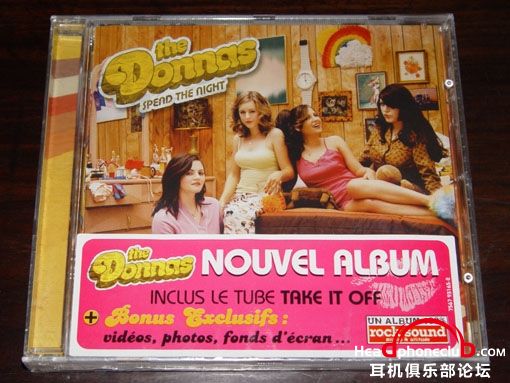 the
Donnas
SPEND THE NIGHT
the
Donnas
NOUVEL ALBUM
INCLUS LE TUBE TAKE IT OFF
+ Bonus Exclusifs :
vidéos, photos, fonds d'écran...
UN ALBUM
rock sound
Headphoneclub.com
耳机俱乐部论坛